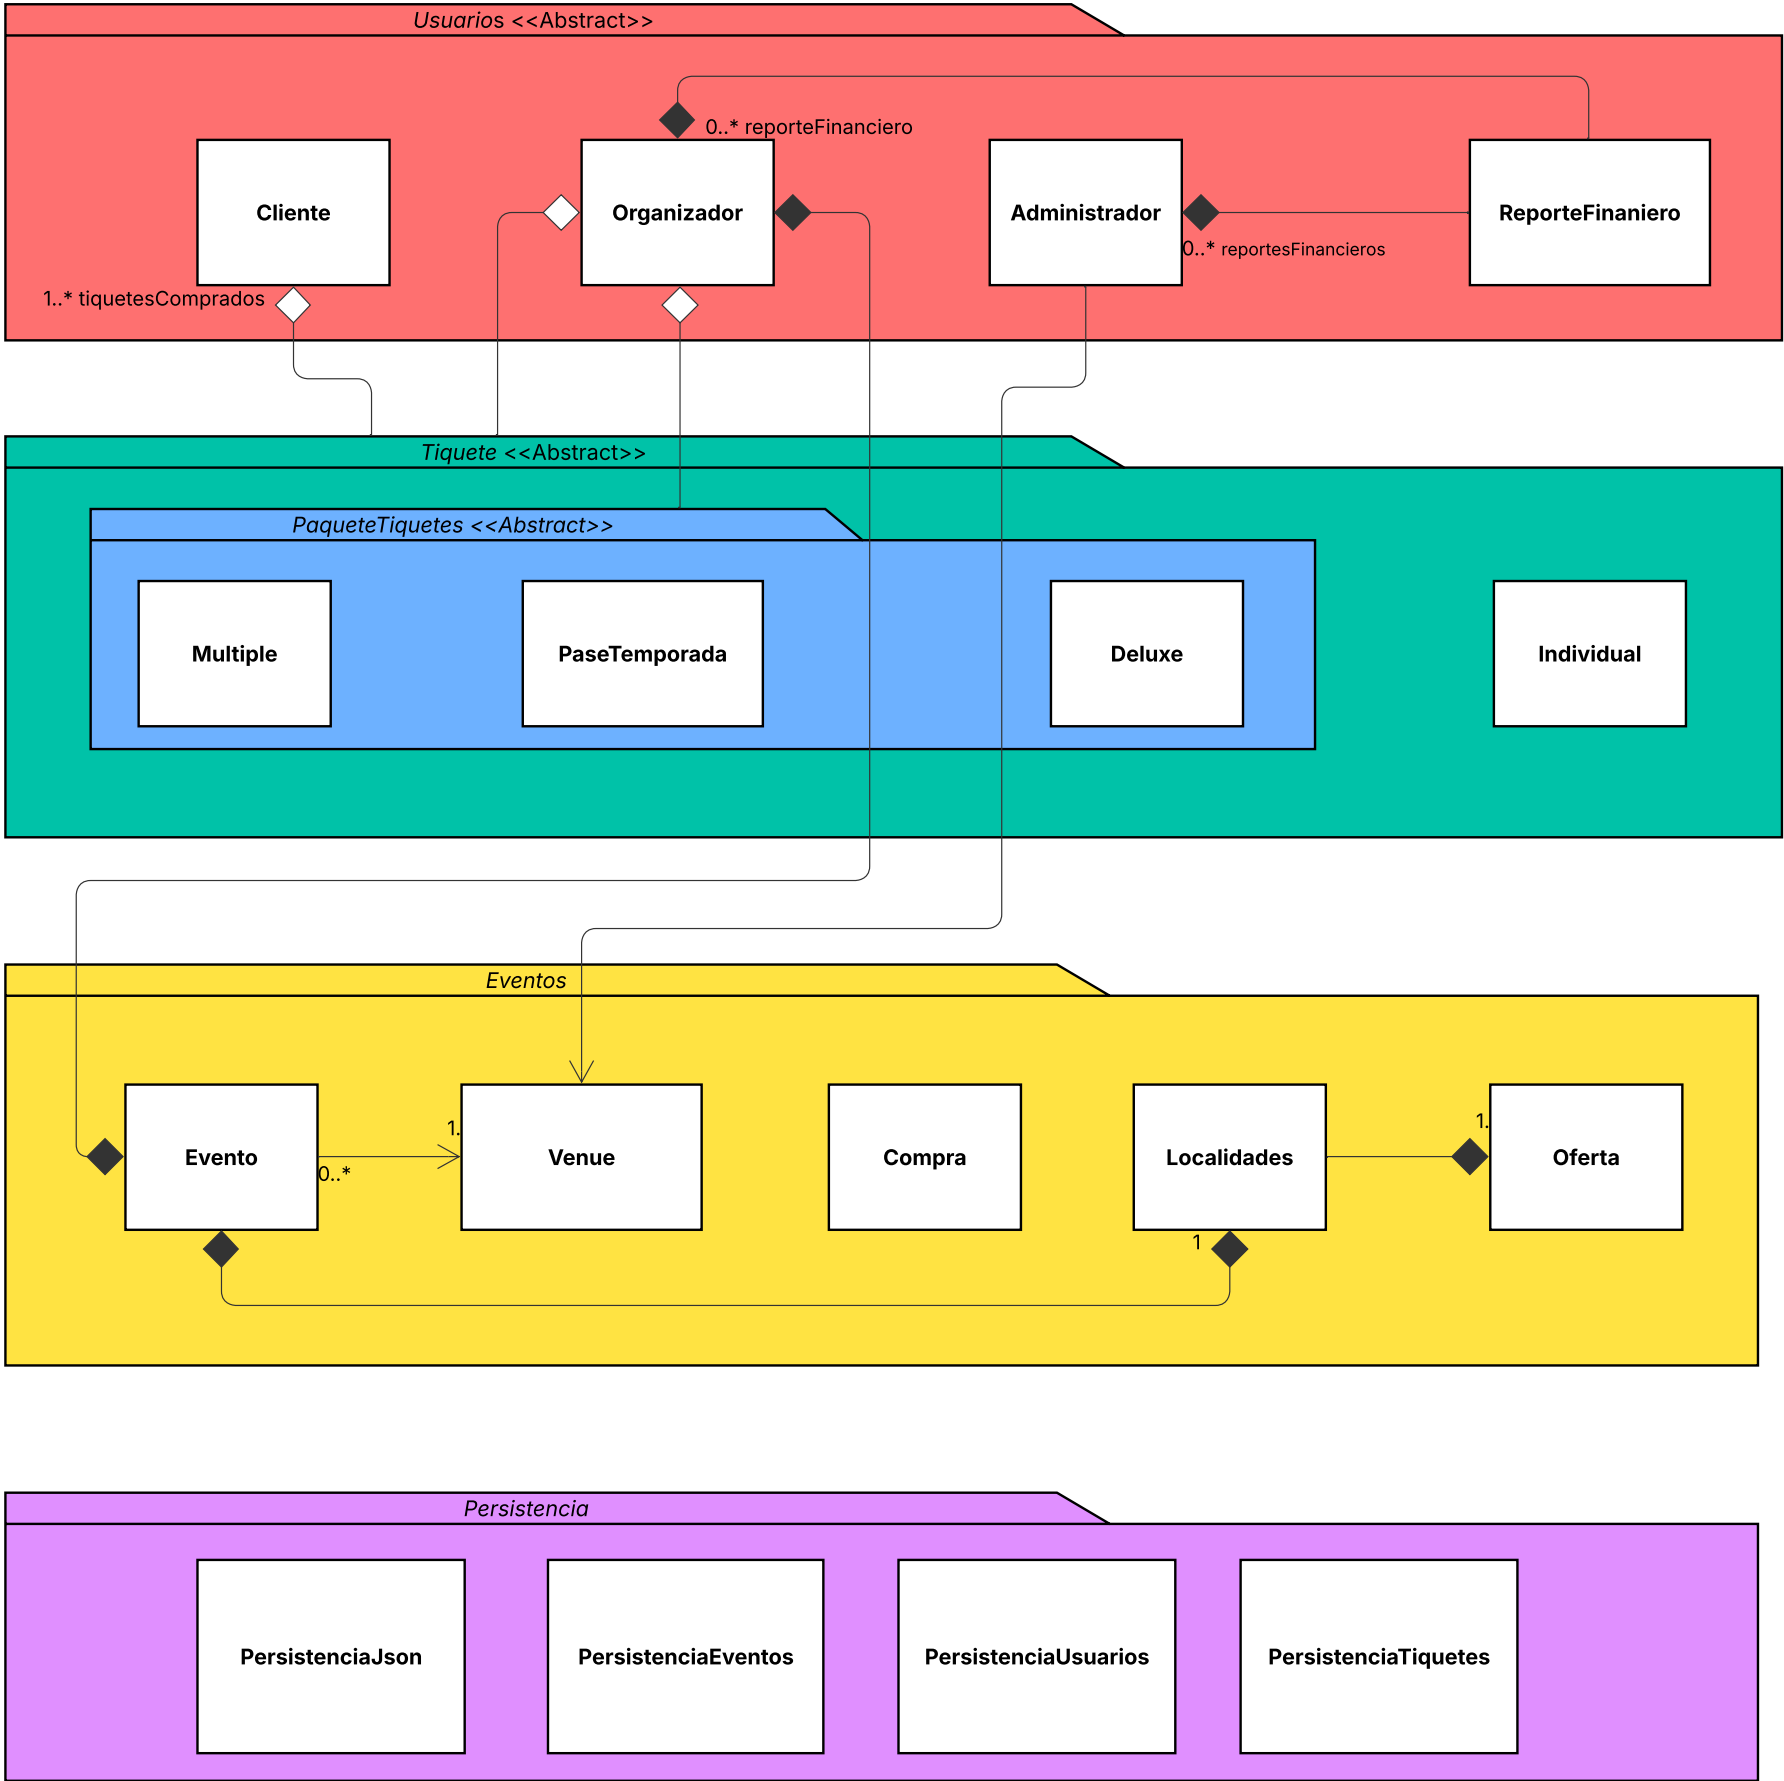 Usuarios <<Abstract>>
0..* reporteFinanciero
Cliente
Organizador
Administrador
ReporteFinaniero
0..* reportesFinancieros
1..* tiquetesComprados
Tiquete <<Abstract>>
PaqueteTiquetes <<Abstract>>
Multiple
PaseTemporada
Deluxe
Individual
Eventos
1.
1.
Evento
Venue
Compra
Localidades
Oferta
0..*
1
Persistencia
PersistenciaJson
PersistenciaEventos
PersistenciaUsuarios
PersistenciaTiquetes